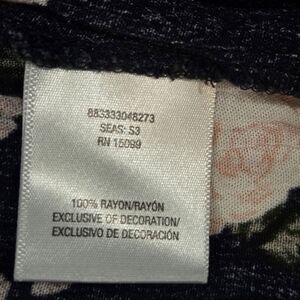 883333048273
SEAS: S3
RN 15099
100% RAYON/RAYÓN
EXCLUSIVE OF DECORATION/
EXCLUSIVO DE DECORACIÓN